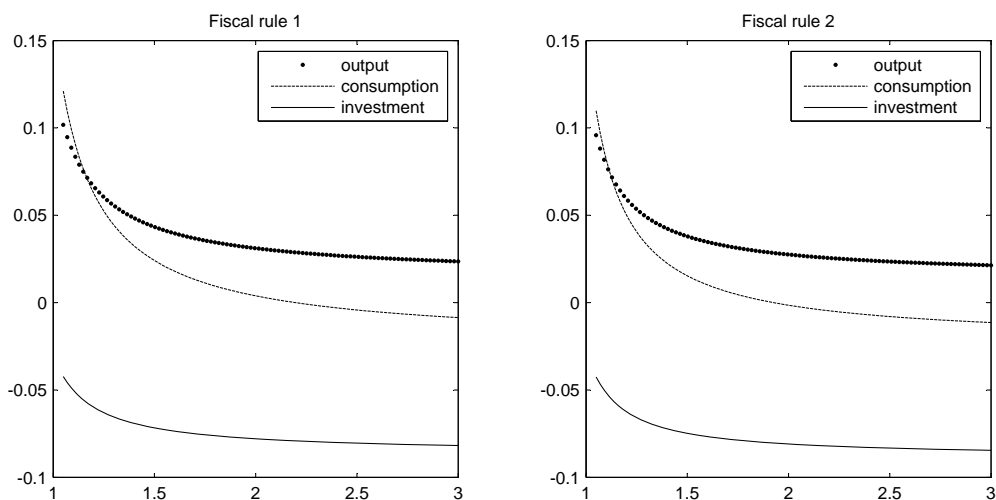 Fiscal rule 1
0.15
0.1
0.05
0
-0.05
-0.1
1
1.5
2
2.5
3
output
consumption
investment
Fiscal rule 2
0.15
0.1
0.05
0
-0.05
-0.1
1
1.5
2
2.5
3
output
consumption
investment